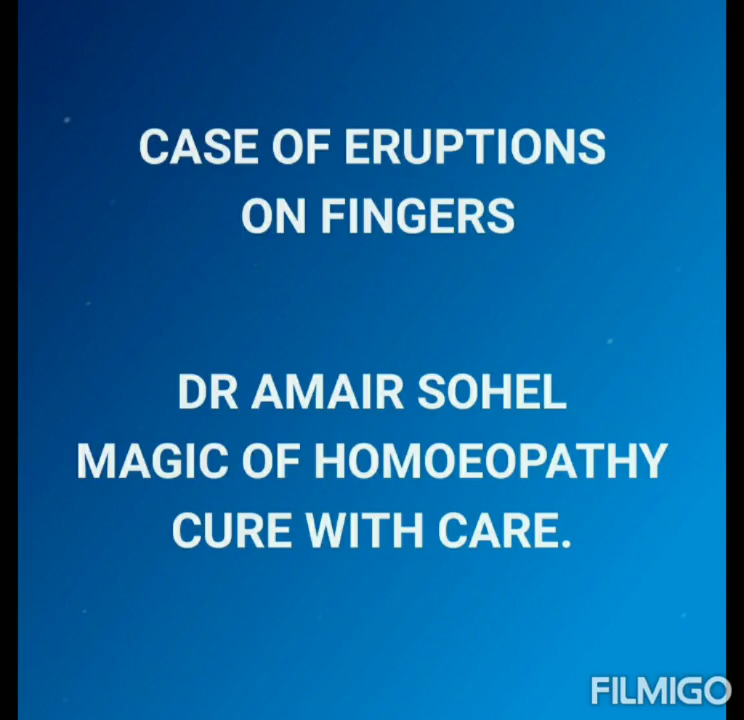 CASE OF ERUPTIONS
ON FINGERS
DR AMAIR SOHEL
MAGIC OF HOMOEOPATHY
CURE WITH CARE.
FILMIGO